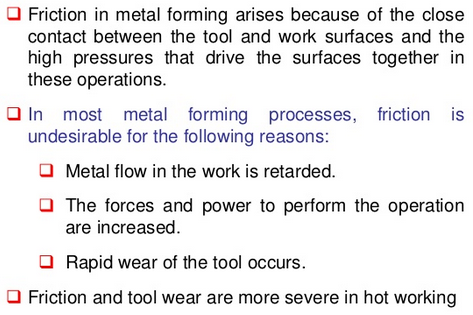 Friction in metal forming arises because of the close
contact between the tool and work surfaces and the
high pressures that drive the surfaces together in
these operations.
In most metal forming processes, friction is
undesirable for the following reasons:
Metal flow in the work is retarded.
The forces and power to perform the operation
are increased.
Rapid wear of the tool occurs.
Friction and tool wear are more severe in hot working